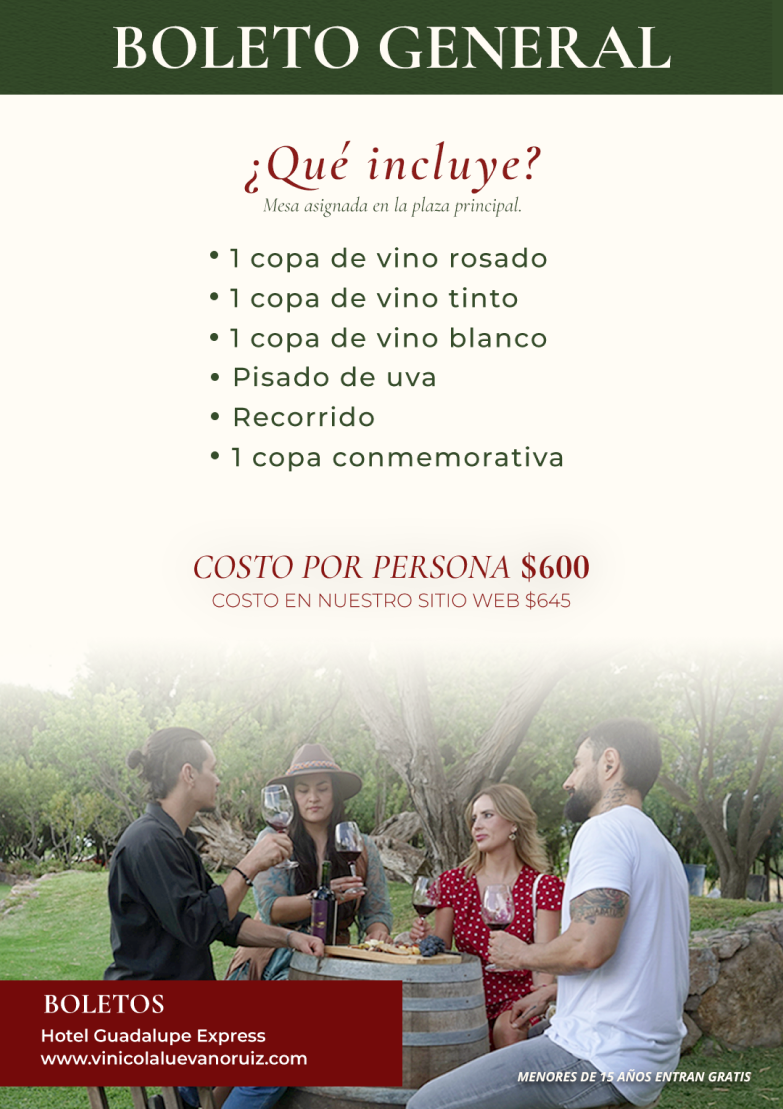 BOLETO GENERAL
¿Qué incluye?
Mesa asignada en la plaza principal.
• 1 copa de vino rosado
• 1 copa de vino tinto
• 1 copa de vino blanco
• Pisado de uva
• Recorrido
• 1 copa conmemorativa
COSTO POR PERSONA $600
COSTO EN NUESTRO SITIO WEB $645
BOLETOS
Hotel Guadalupe Express
www.vinicolaluevanoruiz.com
MENORES DE 15 AÑOS ENTRAN GRATIS